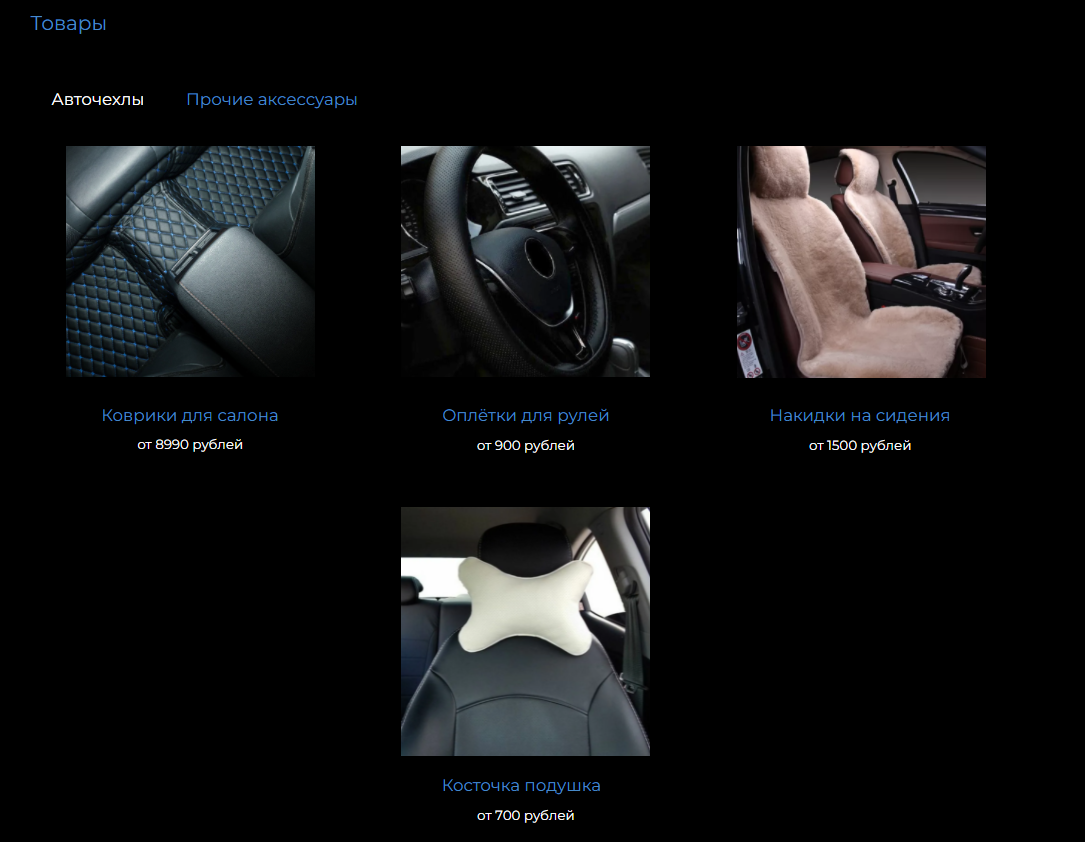 Товары
Авточехлы Прочие аксессуары
Коврики для салона
от 8990 рублей
Оплётки для рулей
от 900 рублей
Накидки на сидения
от 1500 рублей
Косточка подушка
от 700 рублей